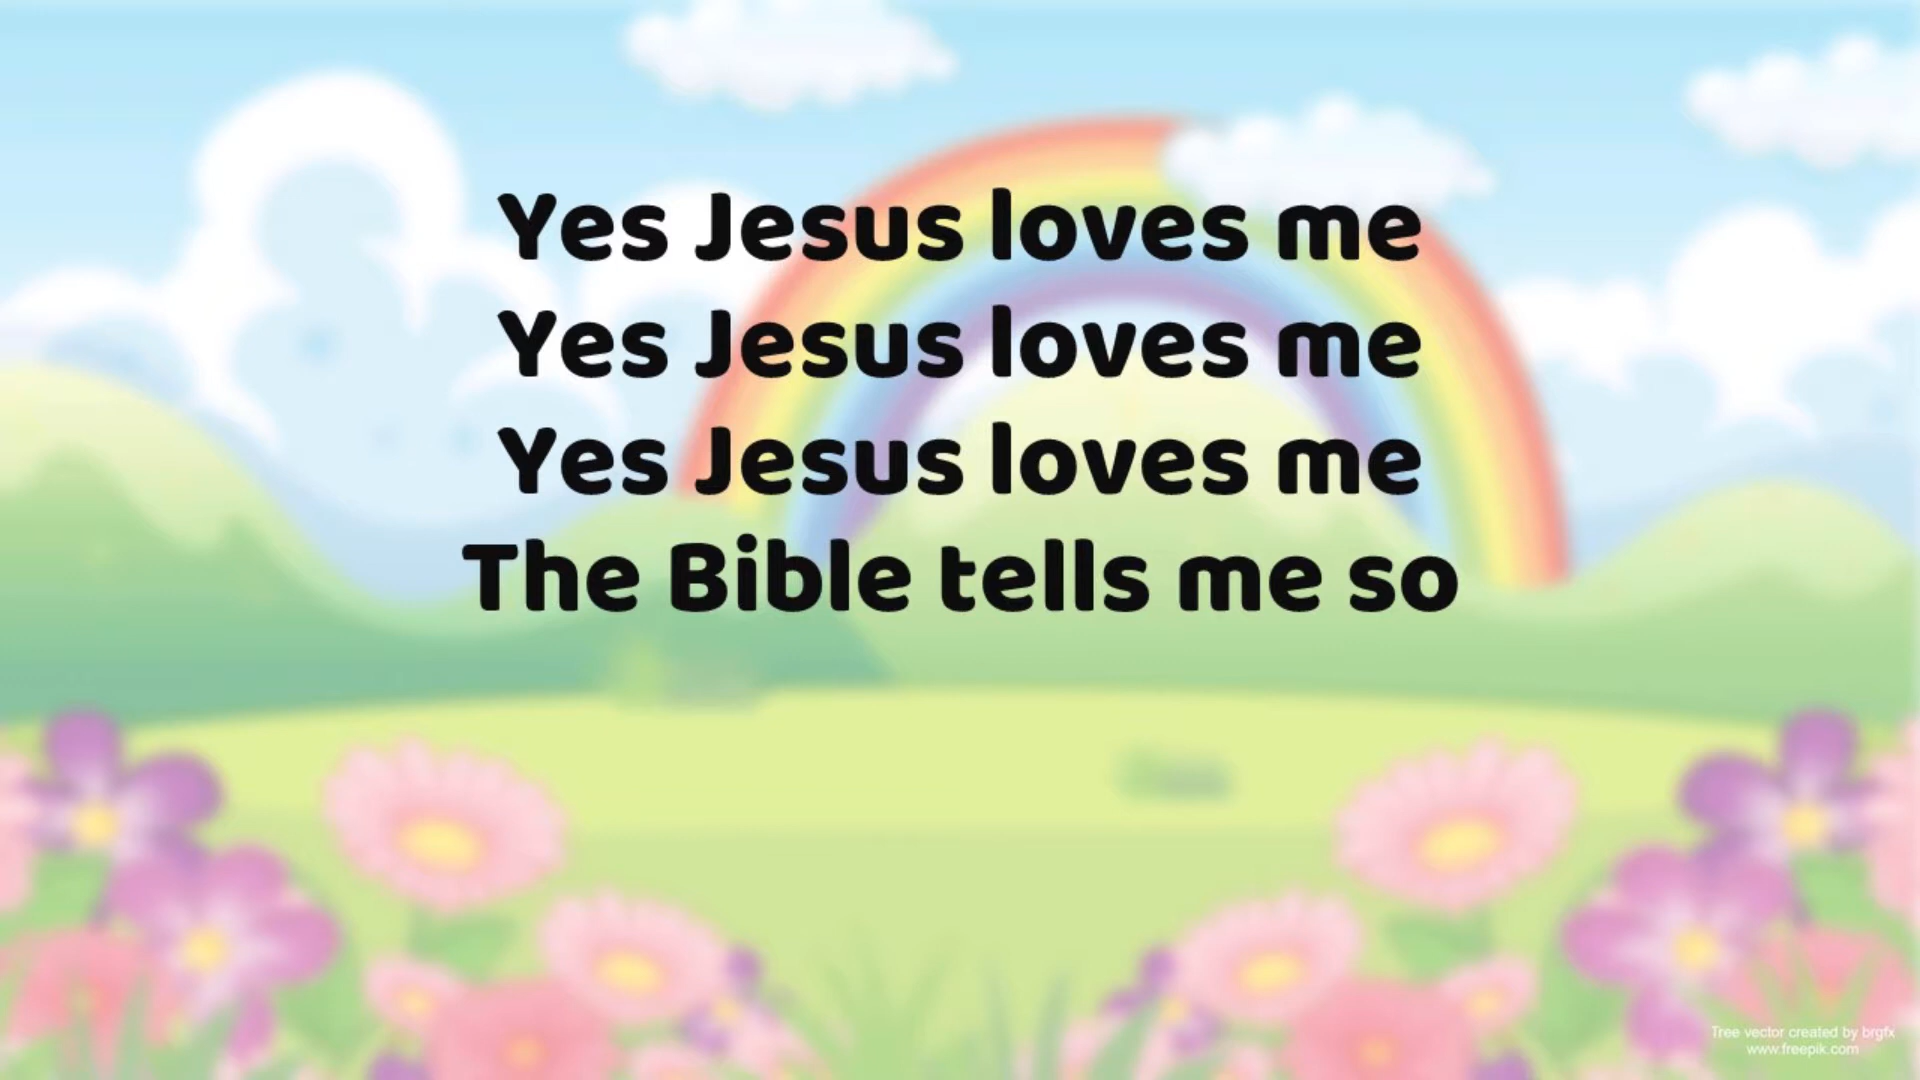 Yes Jesus loves me
Yes Jesus loves me
Yes Jesus loves me
The Bible tells me so
Tree vector created by brgfx
www.freepik.com